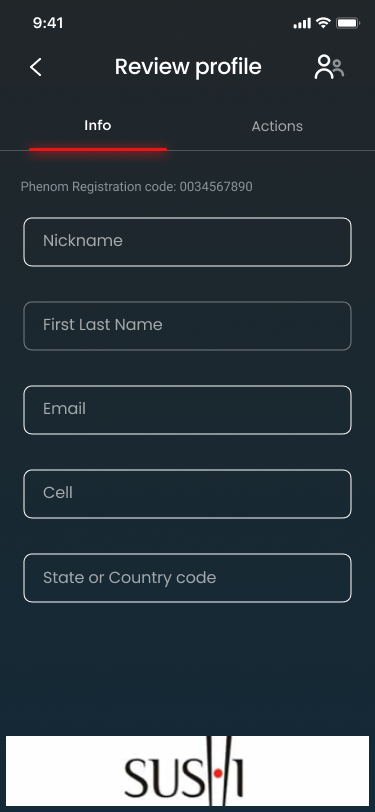 9:41
Review profile
Info
Actions
Phenom Registration code: 0034567890
Nickname
First Last Name
Email
Cell
State or Country code
SUSHI